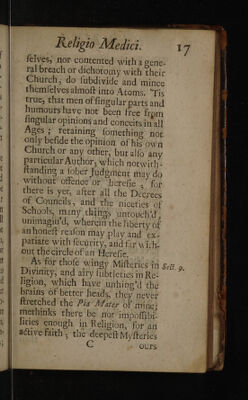 Religio Medici. 17
selves, nor contented with a gene-
ral breach or dichotomy with their
Church, do subdivide and mince
themselves almost into Atoms. 'Tis
true, that men of singular parts and
humours have not been free from
singular opinions and conceits in all
Ages ; retaining something not
only beside the opinion of his own
Church or any other, but also any
particular Author, which notwith-
standing a sober Judgment may do
without offence or heresie ; for
there is yet, after all the Decrees
of Councils, and the niceties of
Schools, many things untouch'd,
unimagin'd, wherein the liberty of
an honest reason may play and ex-
patiate with security, and far with-
out the circle of an Heresie.
As for those wingy Misteries in Sect. 9.
Divinity, and airy subtleties in Re-
ligion, which have unhing'd the
brains of better heads, they never
stretched the Pia Mater of mine;
methinks there be not impossibi-
lities enough in Religion, for an
active faith ; the deepest Mysteries
C ours